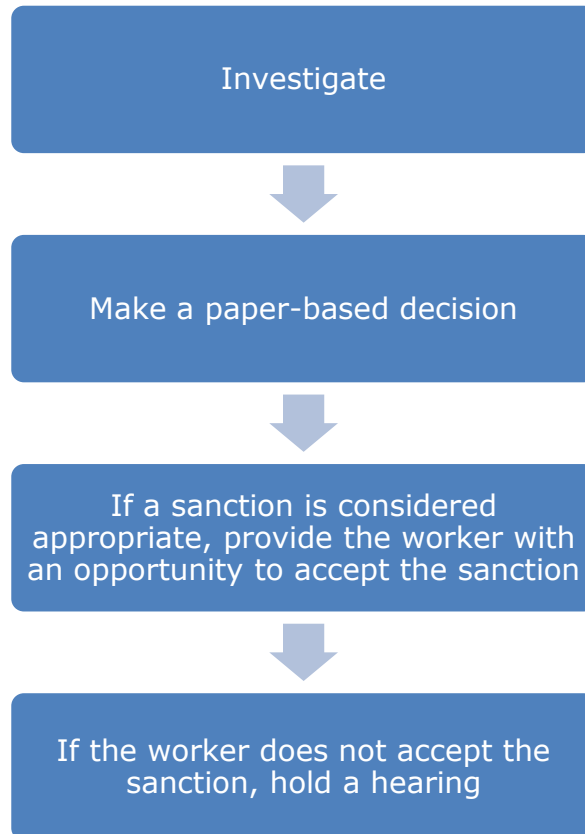 Investigate
Make a paper-based decision
If a sanction is considered
appropriate, provide the worker with
an opportunity to accept the sanction
If the worker does not accept the
sanction, hold a hearing